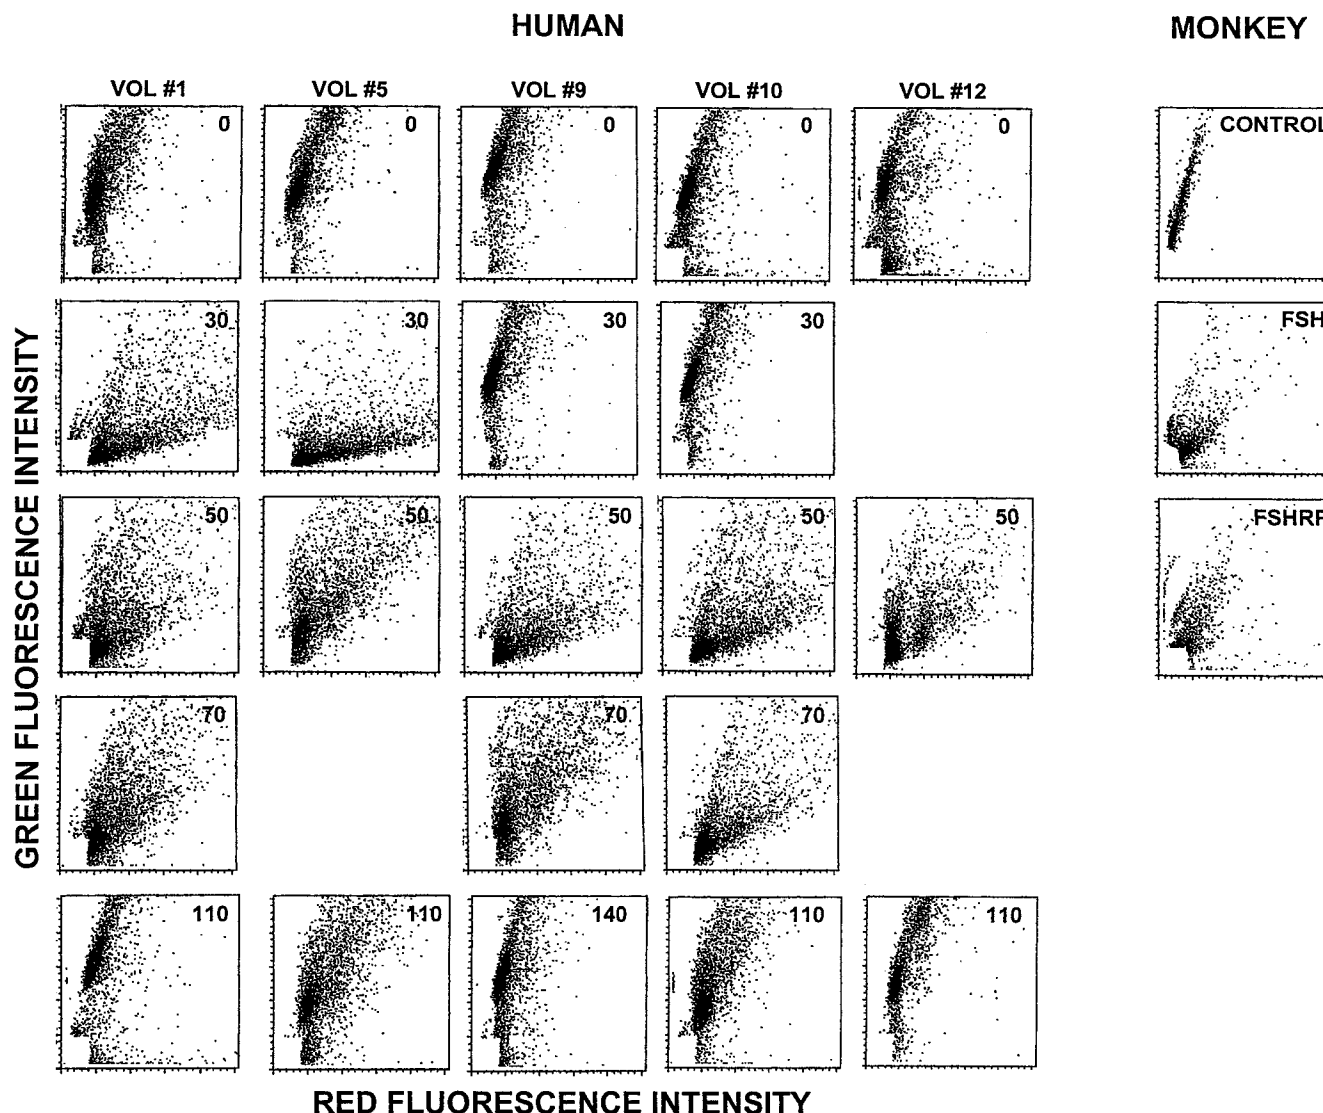 HUMAN
MONKEY
VOL #1
VOL #5
VOL #9
VOL #10
VOL #12
0
0
0
0
0
CONTROL
30
30
30
30
FSH
50
50
50
50
50
FSHRF
70
70
70
110
110
140
110
110
GREEN FLUORESCENCE INTENSITY
RED FLUORESCENCE INTENSITY